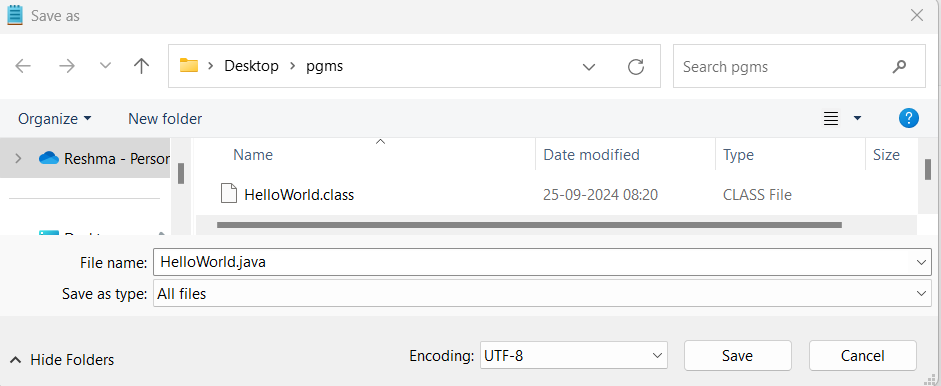 Save as
Desktop pgms
Search pgms
Organize New folder
?
Name Date modified Type Size
Reshma - Person
HelloWorld.class 25-09-2024 08:20 CLASS File
File name: HelloWorld.java
Save as type: All files
Hide Folders Encoding: UTF-8 Save Cancel